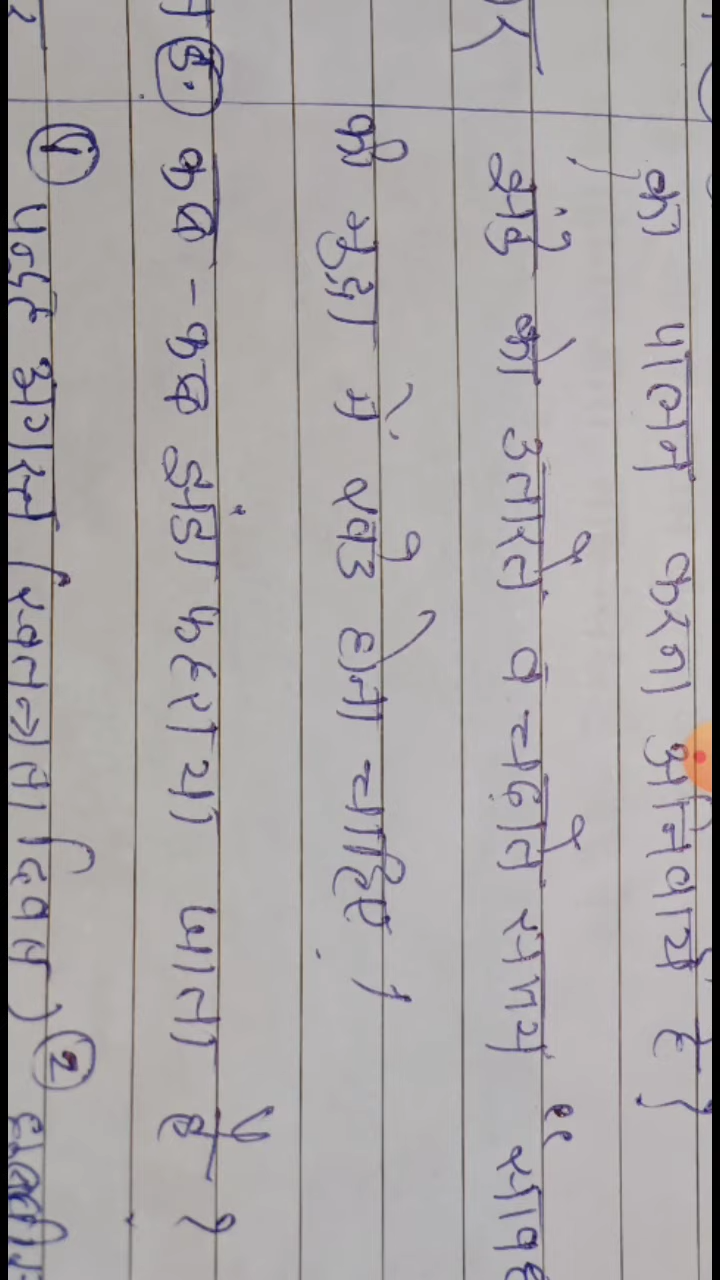 का पालन करना अनिवार्य है?
झंडे को उतारते व चढ़ाते समय "साव
की मुद्रा में खड़े होना चाहिए।
ङ. कब - कब झंडा फहराया जाता है?
① पन्द्रह अगस्त (स्वतन्त्रता दिवस) ②